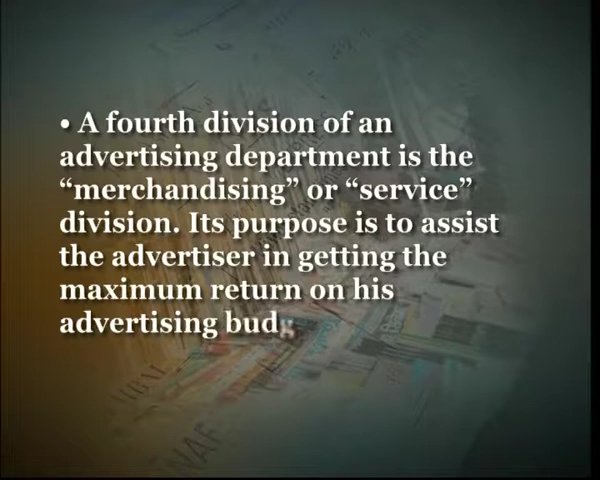 • A fourth division of an
advertising department is the
“merchandising” or “service”
division. Its purpose is to assist
the advertiser in getting the
maximum return on his
advertising budg